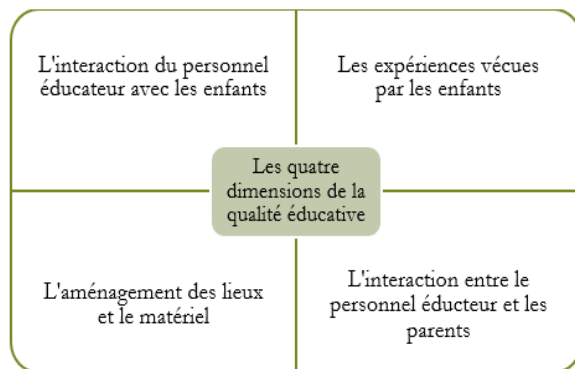 L'interaction du personnel
éducateur avec les enfants
Les expériences vécues
par les enfants
Les quatre
dimensions de la
qualité éducative
L'aménagement des lieux
et le matériel
L'interaction entre le
personnel éducteur et les
parents